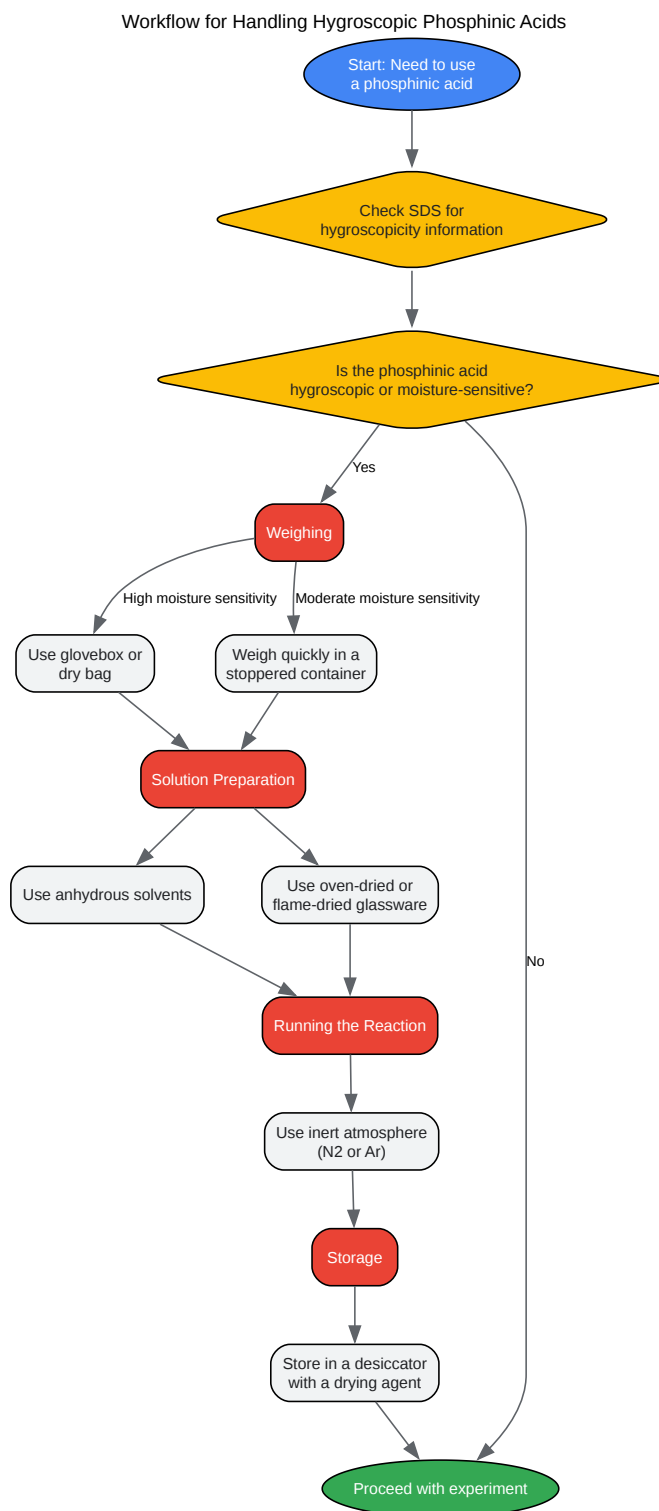 Workflow for Handling Hygroscopic Phosphinic Acids
Start: Need to use
a phosphinic acid
Check SDS for
hygroscopicity information
Is the phosphinic acid
hygroscopic or moisture-sensitive?
Yes
Weighing
High moisture sensitivity
Moderate moisture sensitivity
Use glovebox or
dry bag
Weigh quickly in a
stoppered container
Solution Preparation
Use anhydrous solvents
Use oven-dried or
flame-dried glassware
No
Running the Reaction
Use inert atmosphere
(N2 or Ar)
Storage
Store in a desiccator
with a drying agent
Proceed with experiment